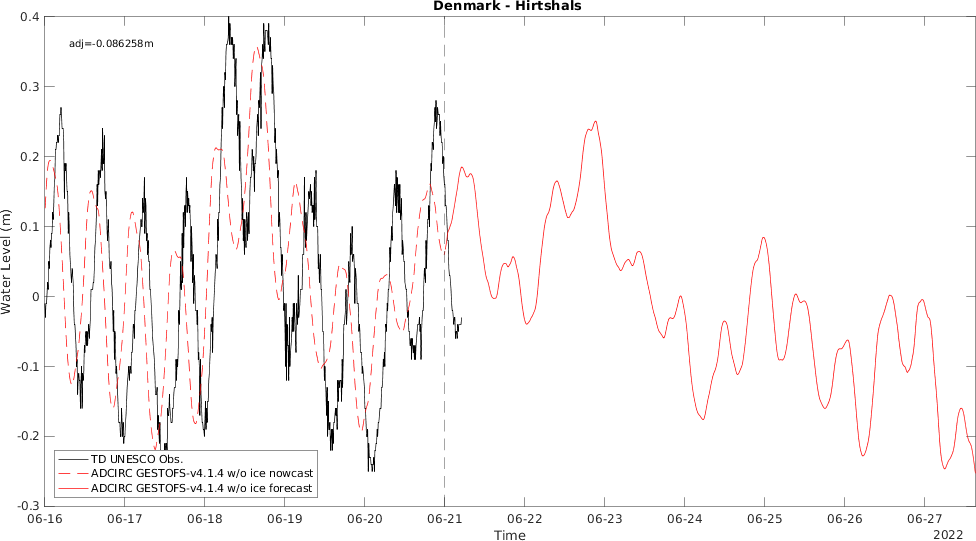 Denmark - Hirtshals
adj=-0.086258m
0.4
0.3
0.2
0.1
0
-0.1
-0.2
-0.3
Water Level (m)
TD UNESCO Obs.
ADCIRC GESTOFS-v4.1.4 w/o ice nowcast
ADCIRC GESTOFS-v4.1.4 w/o ice forecast
06-16 06-17 06-18 06-19 06-20 06-21 06-22 06-23 06-24 06-25 06-26 06-27
Time
2022